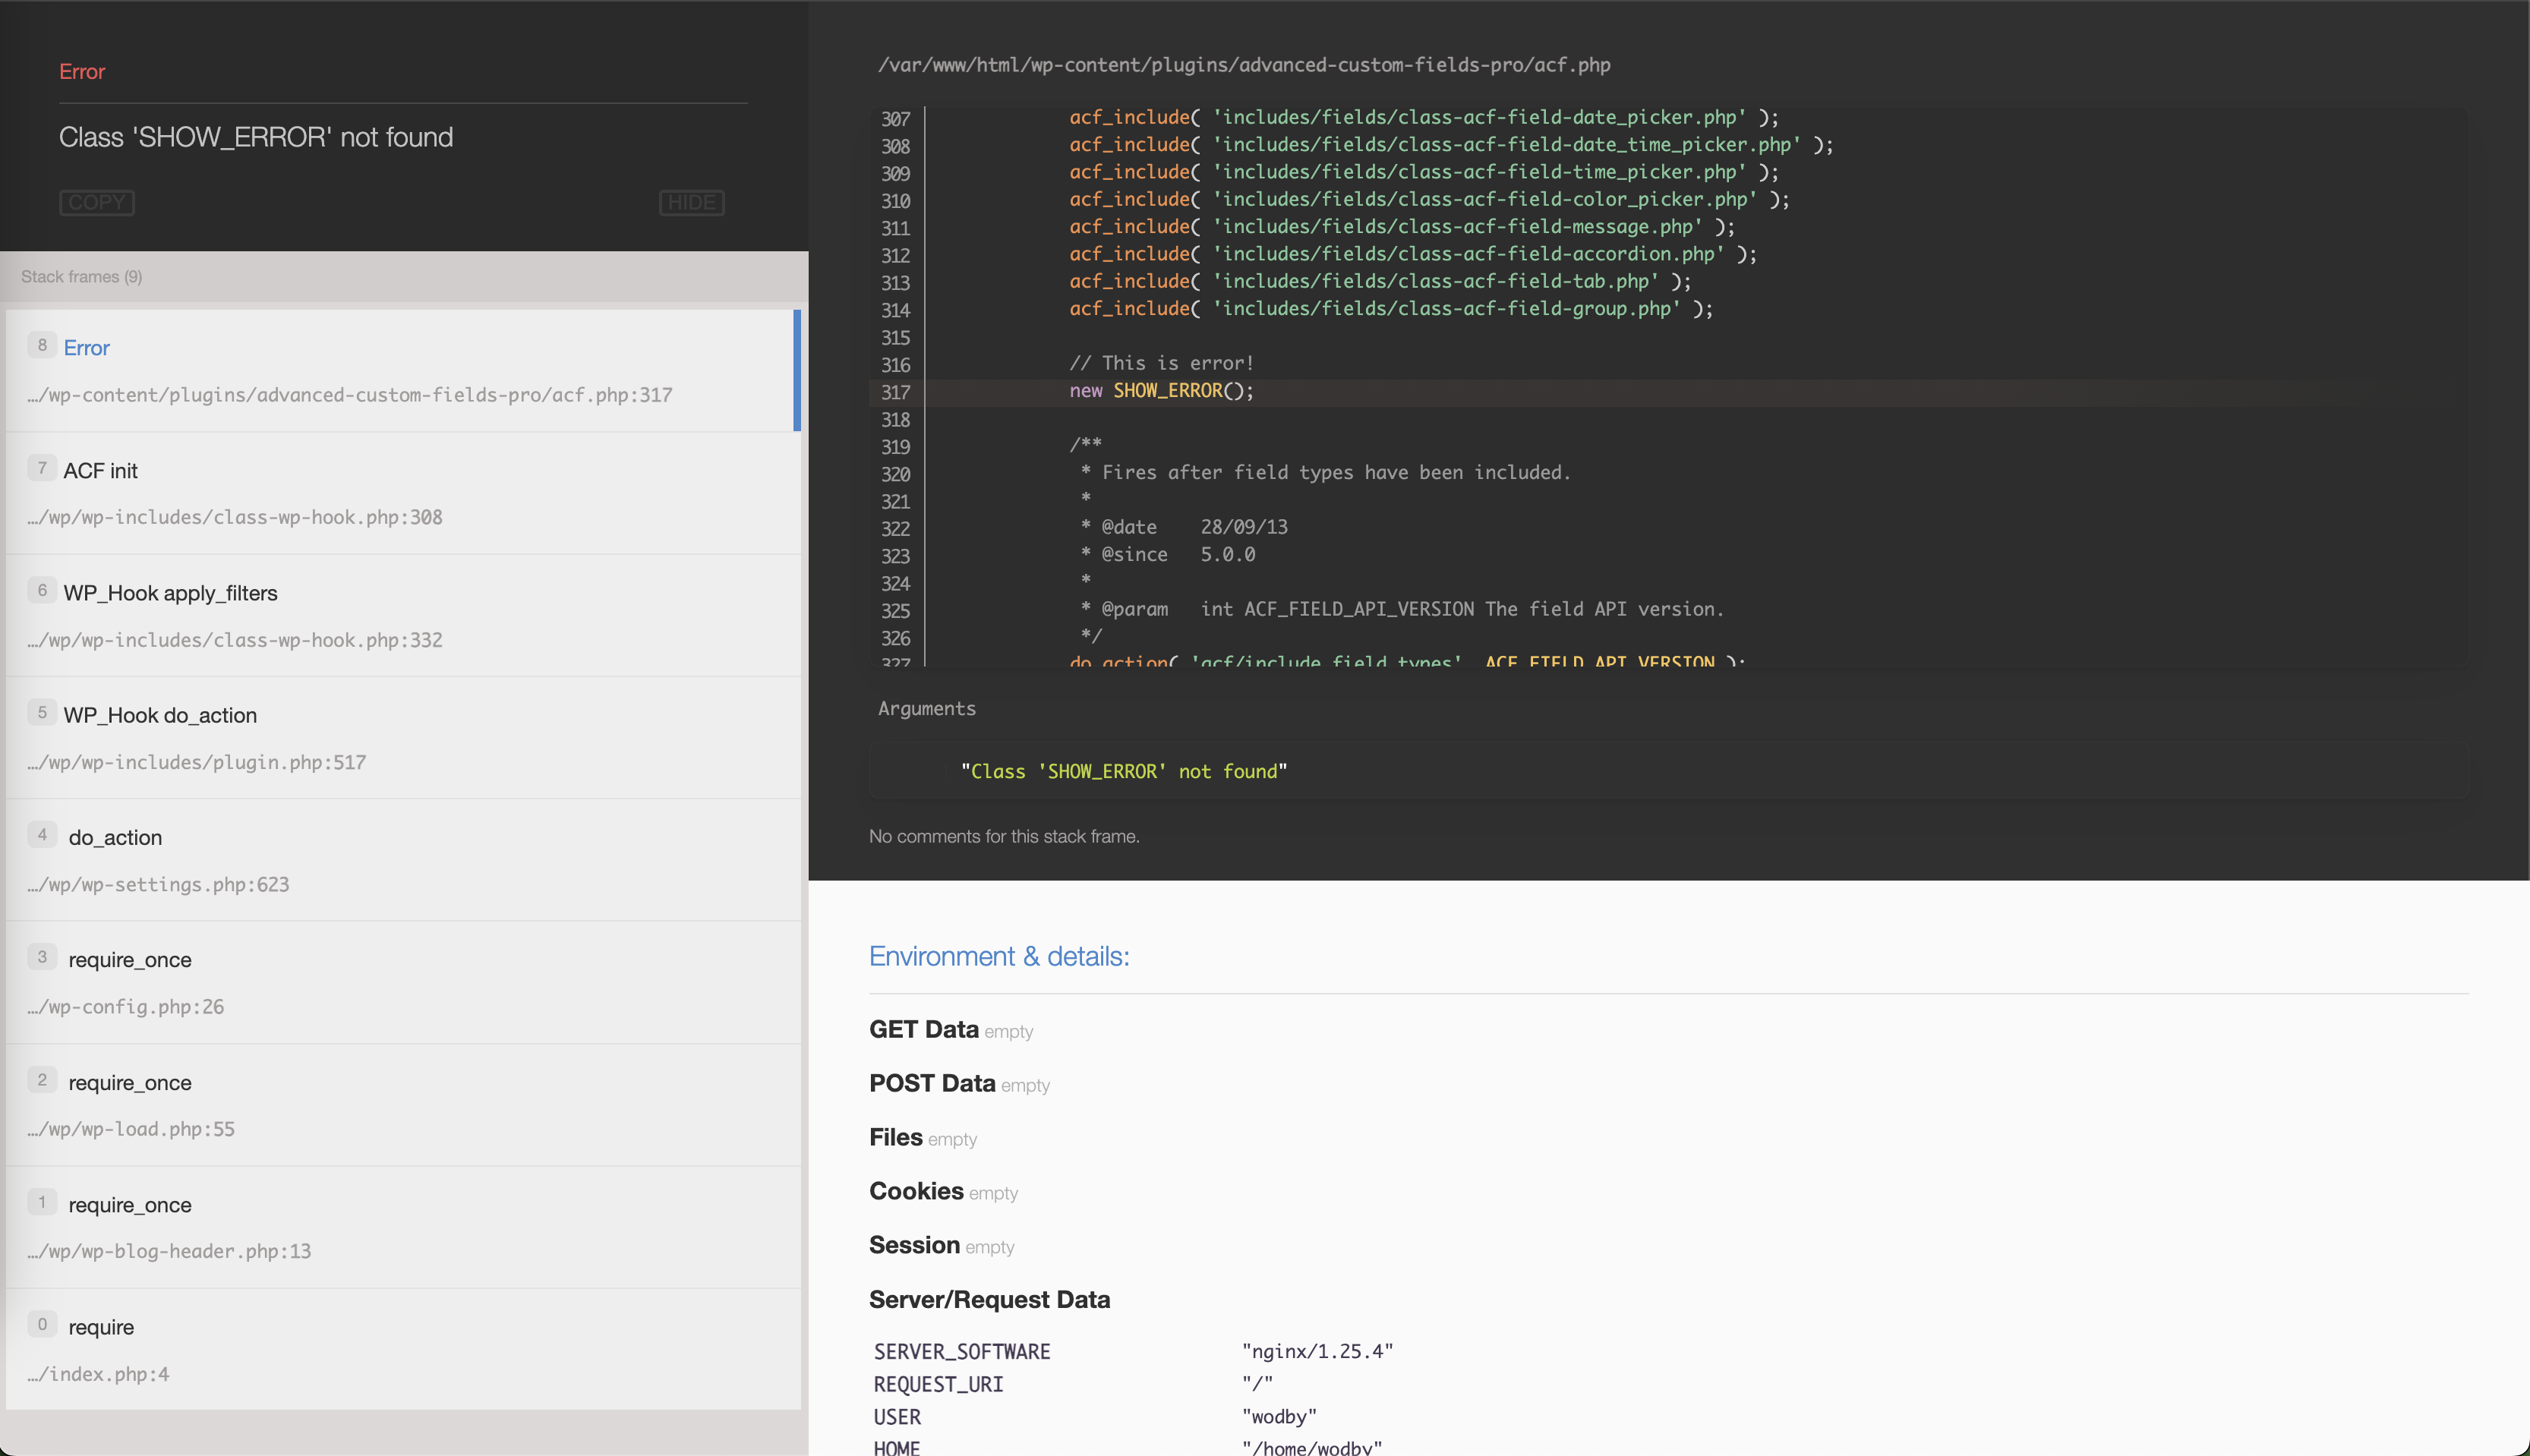 Error
Class 'SHOW_ERROR' not found
COPY
HIDE
Stack frames (9)
8 Error
…/wp-content/plugins/advanced-custom-fields-pro/acf.php:317
7 ACF init
…/wp/wp-includes/class-wp-hook.php:308
6 WP_Hook apply_filters
…/wp/wp-includes/class-wp-hook.php:332
5 WP_Hook do_action
…/wp/wp-includes/plugin.php:517
4 do_action
…/wp/wp-settings.php:623
3 require_once
…/wp-config.php:26
2 require_once
…/wp/wp-load.php:55
1 require_once
…/wp/wp-blog-header.php:13
0 require
…/index.php:4
/var/www/html/wp-content/plugins/advanced-custom-fields-pro/acf.php
307 acf_include( 'includes/fields/class-acf-field-date_picker.php' );
308 acf_include( 'includes/fields/class-acf-field-date_time_picker.php' );
309 acf_include( 'includes/fields/class-acf-field-time_picker.php' );
310 acf_include( 'includes/fields/class-acf-field-color_picker.php' );
311 acf_include( 'includes/fields/class-acf-field-message.php' );
312 acf_include( 'includes/fields/class-acf-field-accordion.php' );
313 acf_include( 'includes/fields/class-acf-field-tab.php' );
314 acf_include( 'includes/fields/class-acf-field-group.php' );
315
316 // This is error!
317 new SHOW_ERROR();
318
319 /**
320 * Fires after field types have been included.
321 *
322 * @date 28/09/13
323 * @since 5.0.0
324 *
325 * @param int ACF_FIELD_API_VERSION The field API version.
326 */
327 do_action( 'acf/include_field_types', ACF_FIELD_API_VERSION );
Arguments
"Class 'SHOW_ERROR' not found"
No comments for this stack frame.
Environment & details:
GET Data empty
POST Data empty
Files empty
Cookies empty
Session empty
Server/Request Data
SERVER_SOFTWARE "nginx/1.25.4"
REQUEST_URI "/"
USER "wodby"
HOME "/home/wodby"